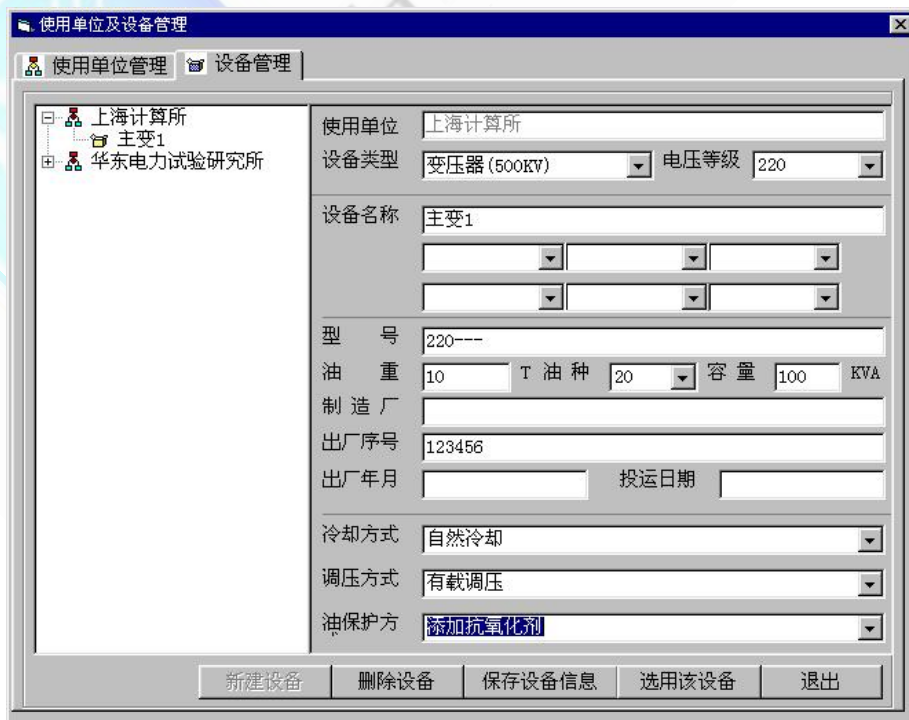 使用单位及设备管理
使用单位管理 设备管理
上海计算所
主变1
华东电力试验研究所
使用单位 上海计算所
设备类型 变压器(500KV) 电压等级 220
设备名称 主变1
型 号 220---
油 重 10 T 油 种 20 容 量 100 KVA
制 造 厂
出厂序号 123456
出厂年月 投运日期
冷却方式 自然冷却
调压方式 有载调压
油保护方 添加抗氧化剂
新建设备 删除设备 保存设备信息 选用该设备 退出